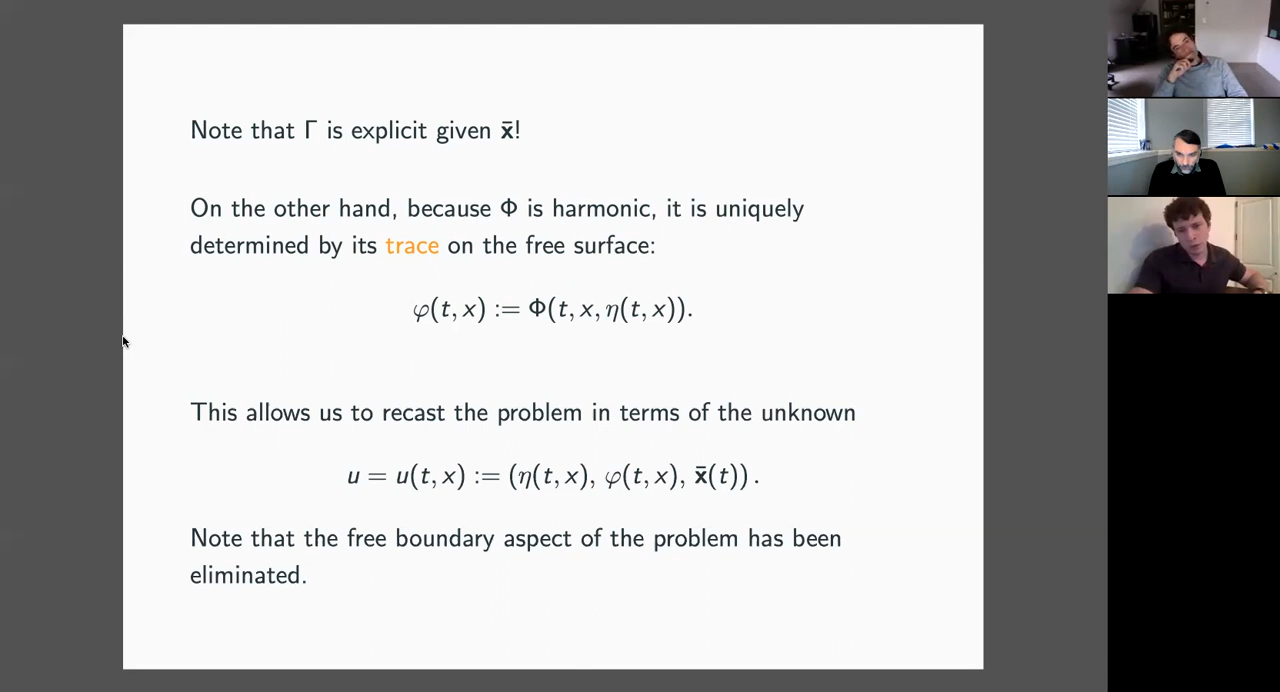 Note that Γ is explicit given x̄!
On the other hand, because Φ is harmonic, it is uniquely
determined by its trace on the free surface:
φ(t, x) := Φ(t, x, η(t, x)).
This allows us to recast the problem in terms of the unknown
u = u(t, x) := (η(t, x), φ(t, x), x̄(t)).
Note that the free boundary aspect of the problem has been
eliminated.